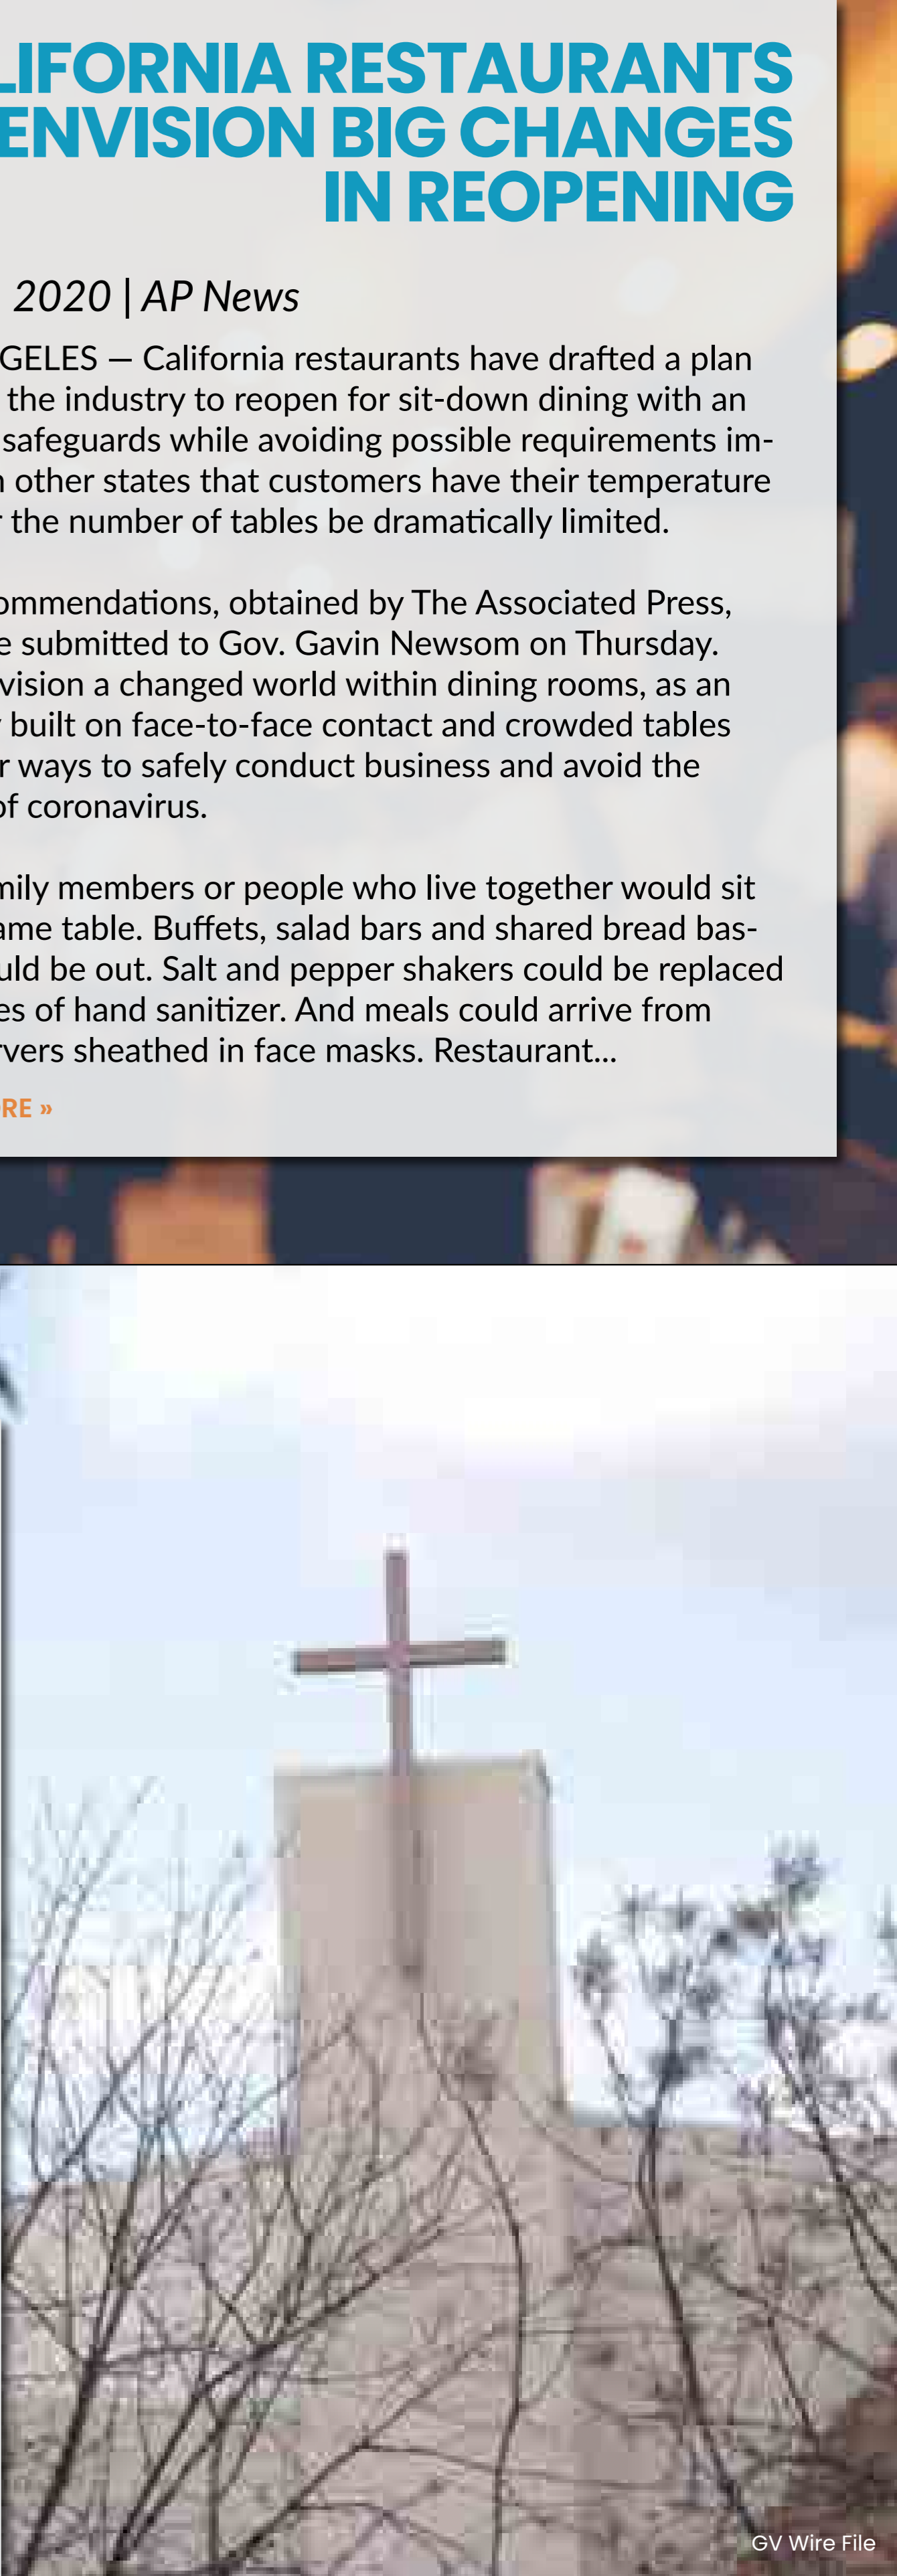 LIFORNIA RESTAURANTS
ENVISION BIG CHANGES
IN REOPENING
2020 | AP News
GELES — California restaurants have drafted a plan
the industry to reopen for sit-down dining with an
safeguards while avoiding possible requirements im-
other states that customers have their temperature
the number of tables be dramatically limited.
ommendations, obtained by The Associated Press,
submitted to Gov. Gavin Newsom on Thursday.
vision a changed world within dining rooms, as an
built on face-to-face contact and crowded tables
ways to safely conduct business and avoid the
of coronavirus.
mily members or people who live together would sit
ame table. Buffets, salad bars and shared bread bas-
uld be out. Salt and pepper shakers could be replaced
es of hand sanitizer. And meals could arrive from
rvers sheathed in face masks. Restaurant...
RE »
GV Wire File